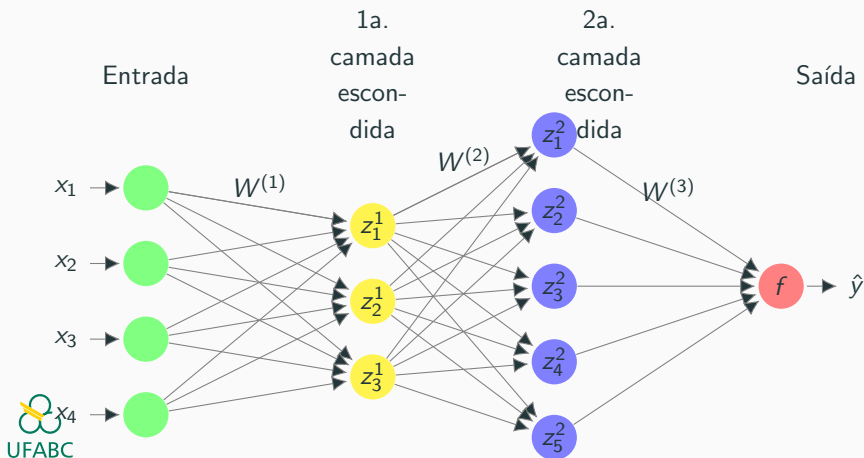 1a.
camada
escon-
dida
2a.
camada
escon-
dida
Entrada
Saída
x₁
x₂
x₃
x₄
W⁽¹⁾
z₁¹
z₂¹
z₃¹
W⁽²⁾
z₁²
z₂²
z₃²
z₄²
z₅²
W⁽³⁾
f
ŷ
UFABC